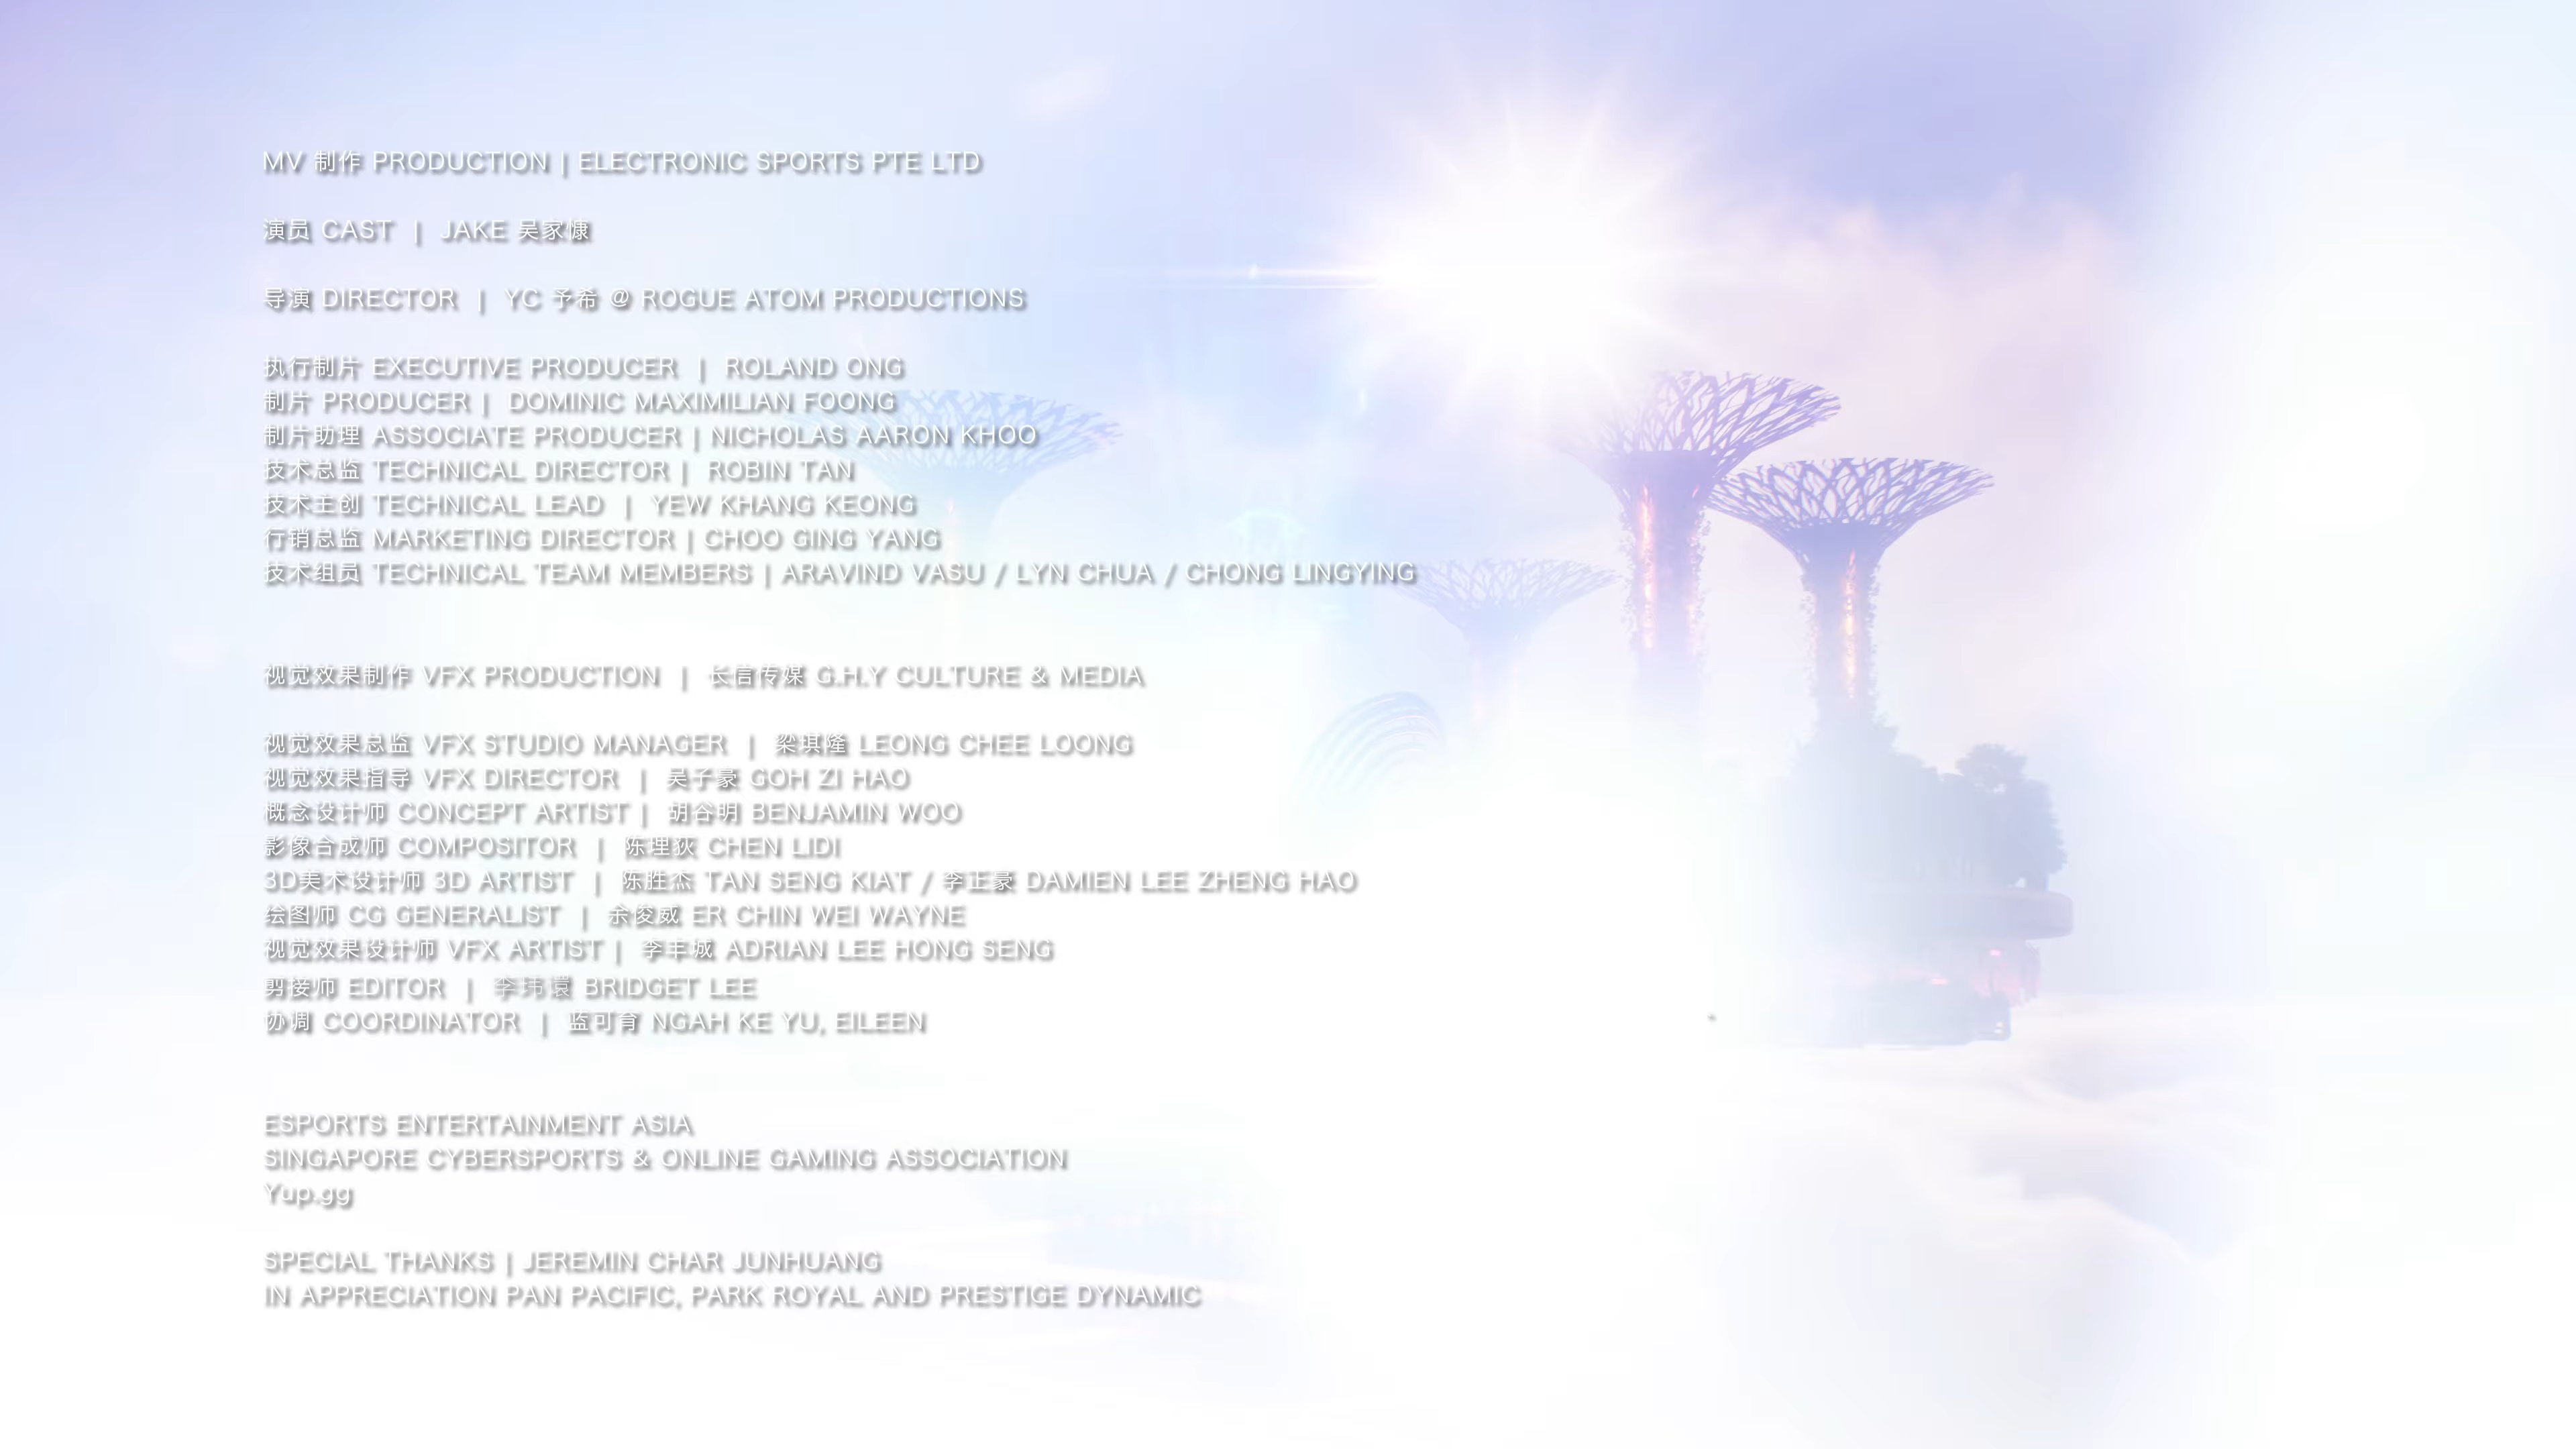 MV 制作 PRODUCTION | ELECTRONIC SPORTS PTE LTD
演员 CAST | JAKE 吴家慷
导演 DIRECTOR | YC 予希 @ ROGUE ATOM PRODUCTIONS
执行制片 EXECUTIVE PRODUCER | ROLAND ONG
制片 PRODUCER | DOMINIC MAXIMILIAN FOONG
制片助理 ASSOCIATE PRODUCER | NICHOLAS AARON KHOO
技术总监 TECHNICAL DIRECTOR | ROBIN TAN
技术主创 TECHNICAL LEAD | YEW KHANG KEONG
行销总监 MARKETING DIRECTOR | CHOO GING YANG
技术组员 TECHNICAL TEAM MEMBERS | ARAVIND VASU / LYN CHUA / CHONG LINGYING
视觉效果制作 VFX PRODUCTION | 长信传媒 G.H.Y CULTURE & MEDIA
视觉效果总监 VFX STUDIO MANAGER | 梁琪隆 LEONG CHEE LOONG
视觉效果指导 VFX DIRECTOR | 吴子豪 GOH ZI HAO
概念设计师 CONCEPT ARTIST | 胡谷明 BENJAMIN WOO
影像合成师 COMPOSITOR | 陈理荻 CHEN LIDI
3D美术设计师 3D ARTIST | 陈胜杰 TAN SENG KIAT / 李正豪 DAMIEN LEE ZHENG HAO
绘图师 CG GENERALIST | 余俊威 ER CHIN WEI WAYNE
视觉效果设计师 VFX ARTIST | 李丰城 ADRIAN LEE HONG SENG
剪接师 EDITOR | 李玮 BRIDGET LEE
协调 COORDINATOR | 监可育 NGAH KE YU, EILEEN
ESPORTS ENTERTAINMENT ASIA
SINGAPORE CYBERSPORTS & ONLINE GAMING ASSOCIATION
Yup.gg
SPECIAL THANKS | JEREMIN CHAR JUNHUANG
IN APPRECIATION PAN PACIFIC, PARK ROYAL AND PRESTIGE DYNAMIC